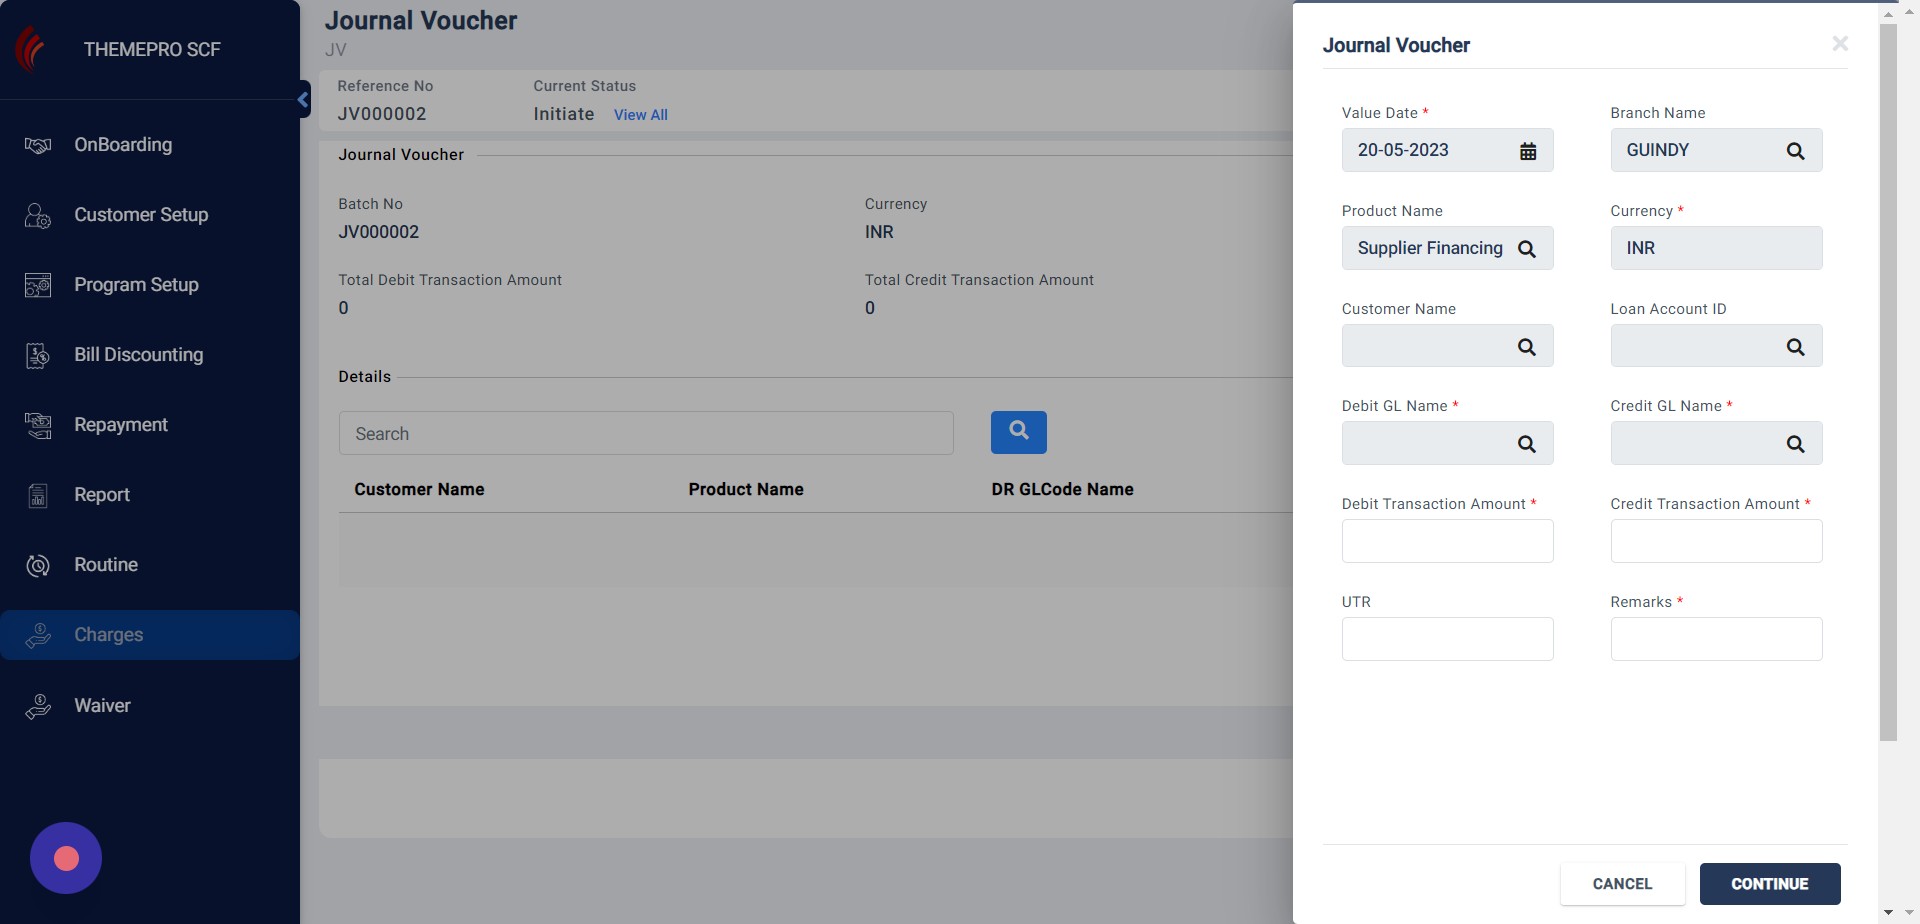 THEMEPRO SCF
OnBoarding
Customer Setup
Program Setup
Bill Discounting
Repayment
Report
Routine
Charges
Waiver
Journal Voucher
JV
Reference No
Current Status
JV000002
Initiate View All
Journal Voucher
Batch No
Currency
JV000002
INR
Total Debit Transaction Amount
Total Credit Transaction Amount
0
0
Details
Search
Customer Name
Product Name
DR GLCode Name
Journal Voucher
Value Date *
Branch Name
20-05-2023
GUINDY
Product Name
Currency *
Supplier Financing
INR
Customer Name
Loan Account ID
Debit GL Name *
Credit GL Name *
Debit Transaction Amount *
Credit Transaction Amount *
UTR
Remarks *
CANCEL
CONTINUE